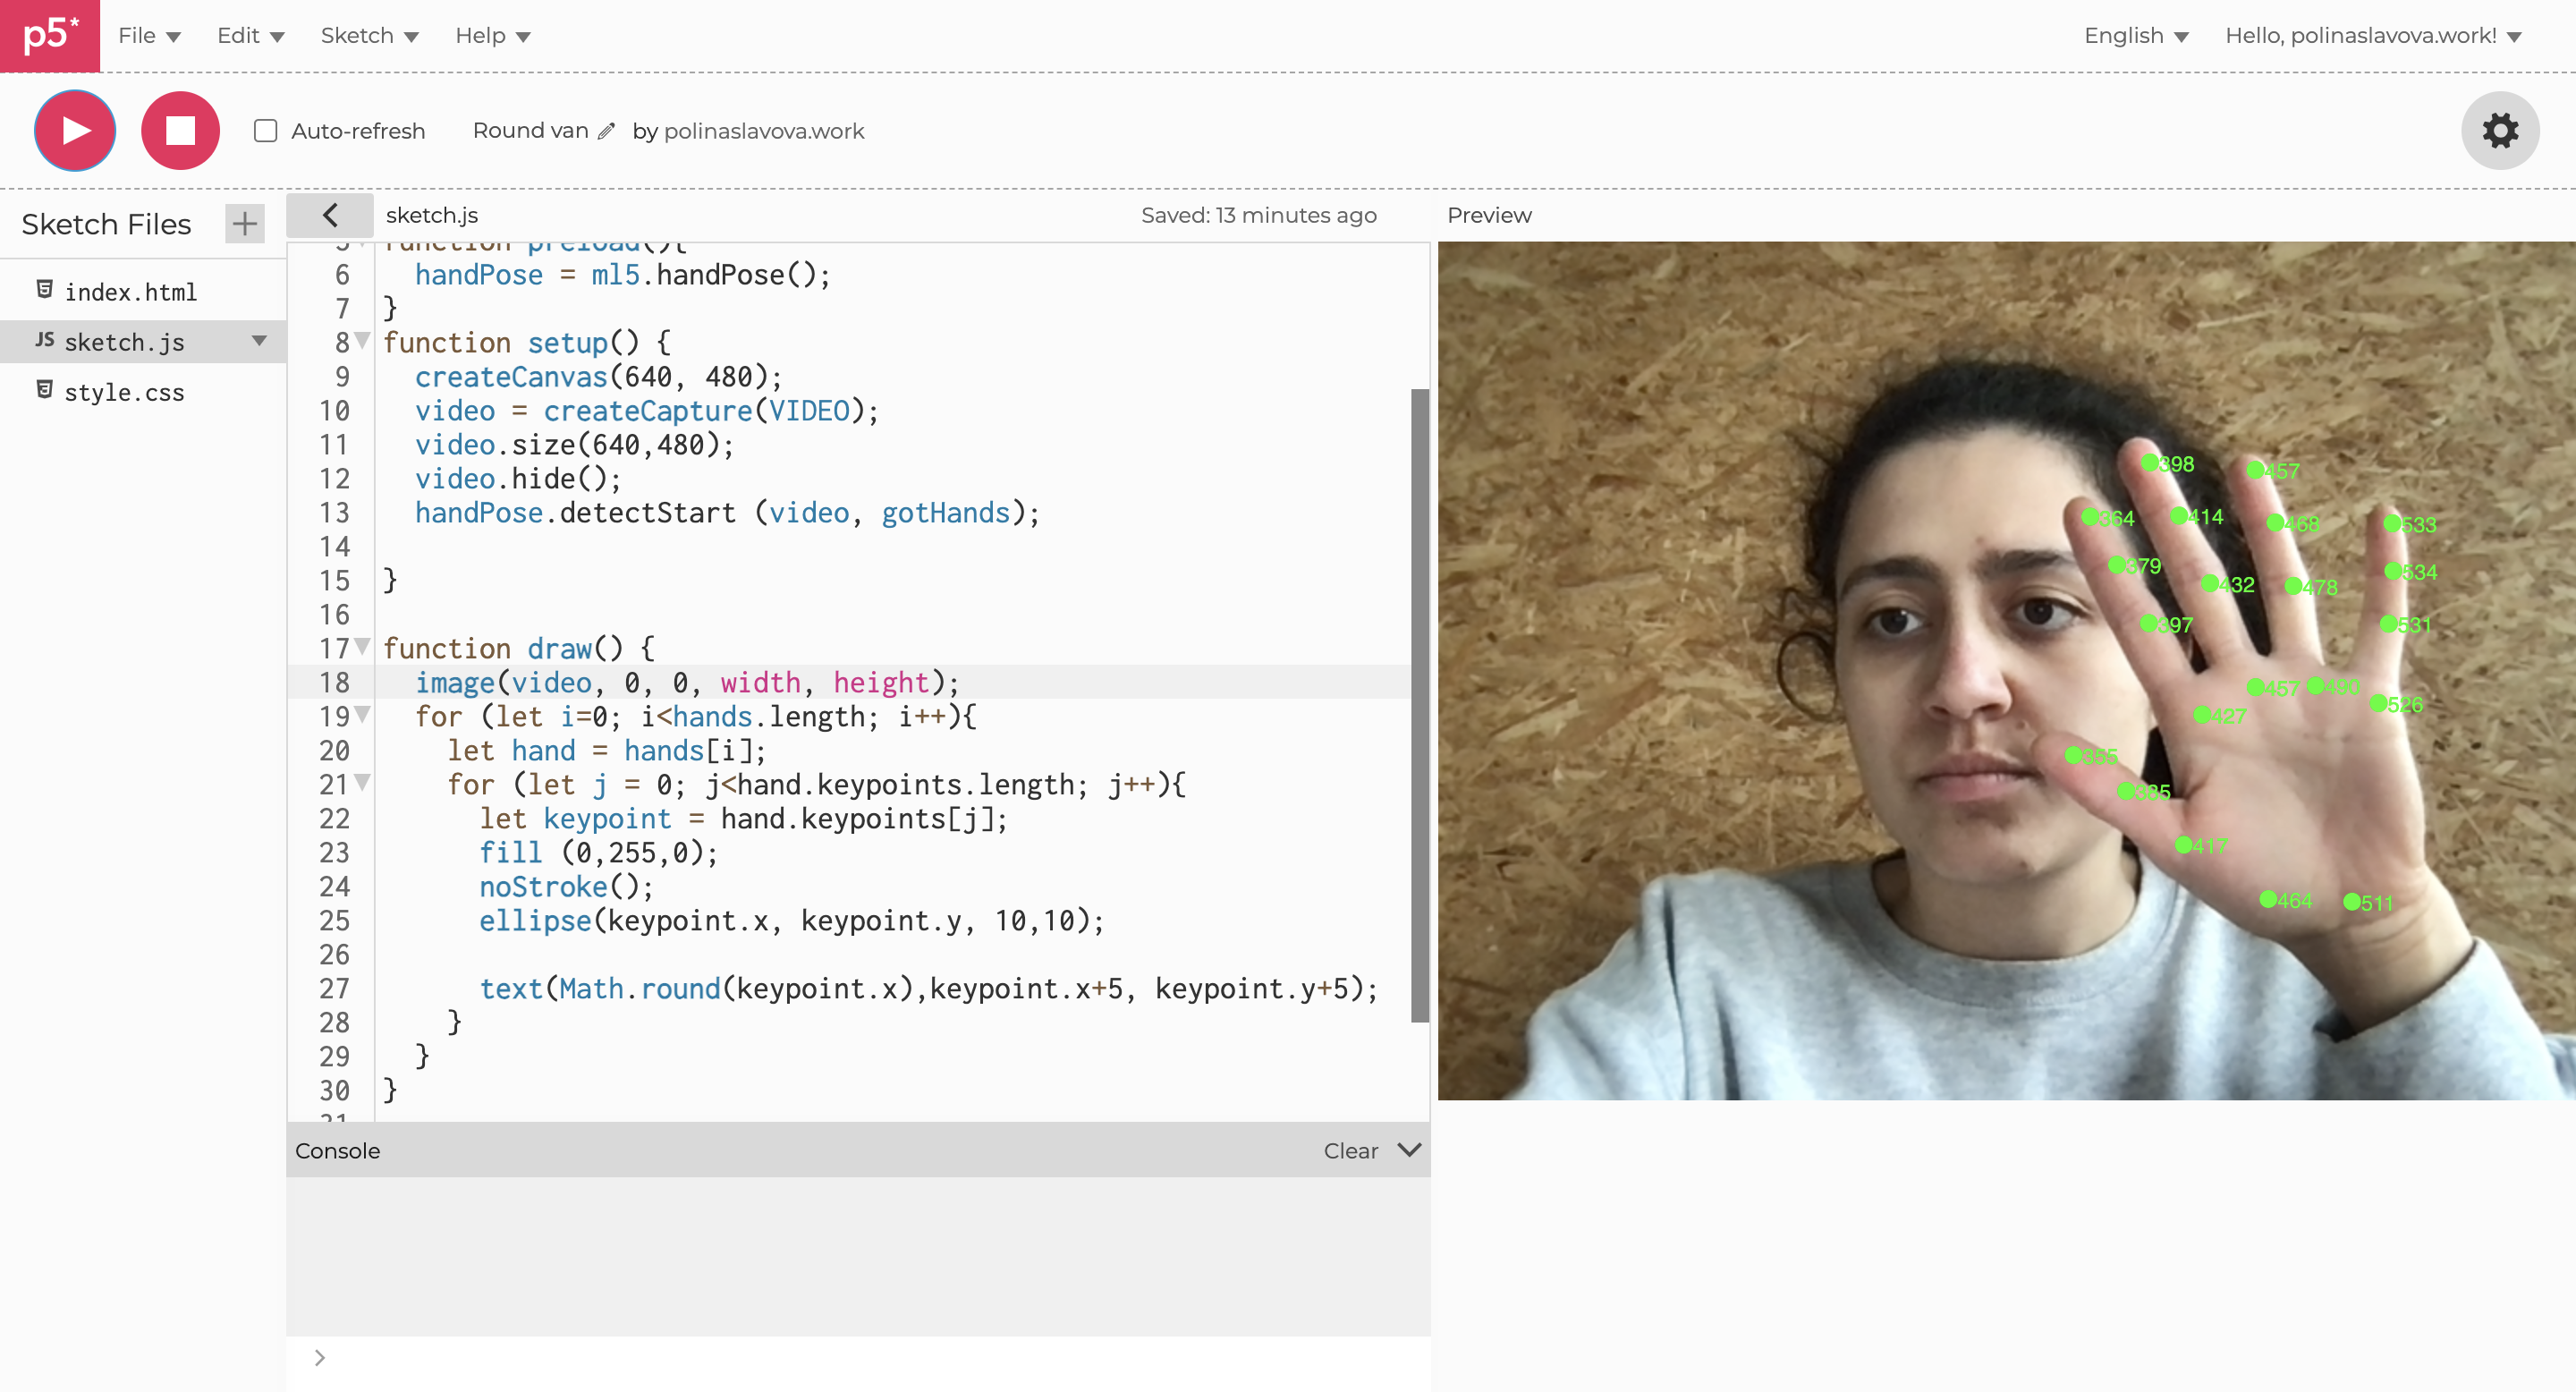 p5*
File
Edit
Sketch
Help
English
Hello, polinaslavova.work!
Auto-refresh
Round van
by polinaslavova.work
Sketch Files
index.html
JS sketch.js
style.css
sketch.js
Saved: 13 minutes ago
Preview
5 function preload(){
6 handPose = ml5.handPose();
7 }
8 function setup() {
9 createCanvas(640, 480);
10 video = createCapture(VIDEO);
11 video.size(640,480);
12 video.hide();
13 handPose.detectStart (video, gotHands);
14
15 }
16
17 function draw() {
18 image(video, 0, 0, width, height);
19 for (let i=0; i<hands.length; i++){
20 let hand = hands[i];
21 for (let j = 0; j<hand.keypoints.length; j++){
22 let keypoint = hand.keypoints[j];
23 fill (0,255,0);
24 noStroke();
25 ellipse(keypoint.x, keypoint.y, 10,10);
26
27 text(Math.round(keypoint.x),keypoint.x+5, keypoint.y+5);
28 }
29 }
30 }
31
398
457
364
414
468
533
379
534
432
478
397
531
457
490
526
427
355
385
417
464
511
Console
Clear
>